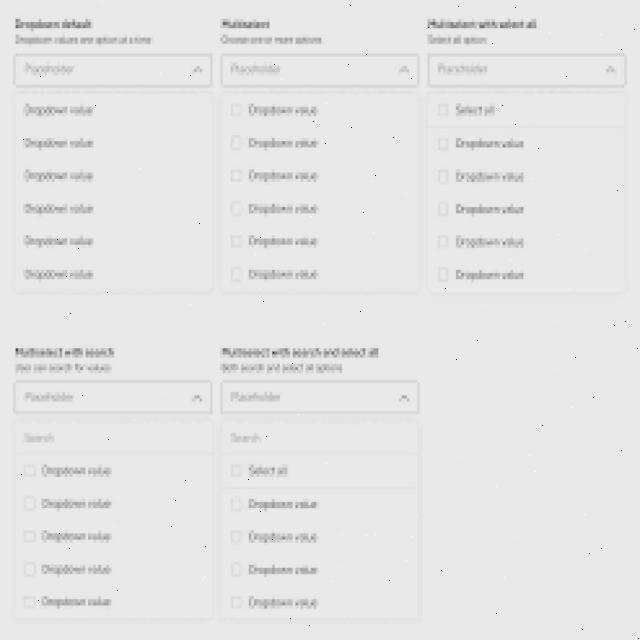 Dropdown default
Dropdown values one option at a time
Placeholder
Dropdown value
Dropdown value
Dropdown value
Dropdown value
Dropdown value
Dropdown value
Multiselect
Choose one or more options
Placeholder
Dropdown value
Dropdown value
Dropdown value
Dropdown value
Dropdown value
Dropdown value
Multiselect with select all
Select all option
Placeholder
Select all
Dropdown value
Dropdown value
Dropdown value
Dropdown value
Dropdown value
Multiselect with search
User can search for values
Placeholder
Search
Dropdown value
Dropdown value
Dropdown value
Dropdown value
Dropdown value
Multiselect with search and select all
Both search and select all options
Placeholder
Search
Select all
Dropdown value
Dropdown value
Dropdown value
Dropdown value